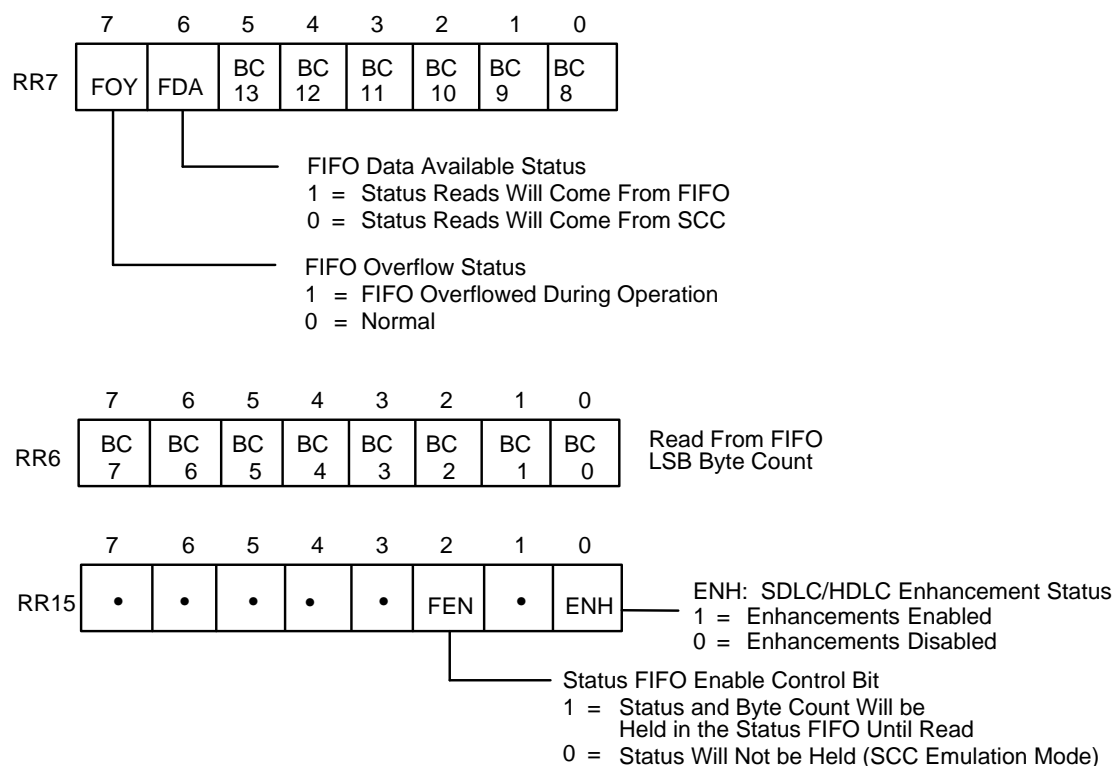 7 6 5 4 3 2 1 0
RR7 FOY FDA BC 13 BC 12 BC 11 BC 10 BC 9 BC 8
FIFO Data Available Status
1 = Status Reads Will Come From FIFO
0 = Status Reads Will Come From SCC
FIFO Overflow Status
1 = FIFO Overflowed During Operation
0 = Normal
7 6 5 4 3 2 1 0
RR6 BC 7 BC 6 BC 5 BC 4 BC 3 BC 2 BC 1 BC 0
Read From FIFO
LSB Byte Count
7 6 5 4 3 2 1 0
RR15 • • • • • FEN • ENH
ENH: SDLC/HDLC Enhancement Status
1 = Enhancements Enabled
0 = Enhancements Disabled
Status FIFO Enable Control Bit
1 = Status and Byte Count Will be
Held in the Status FIFO Until Read
0 = Status Will Not be Held (SCC Emulation Mode)